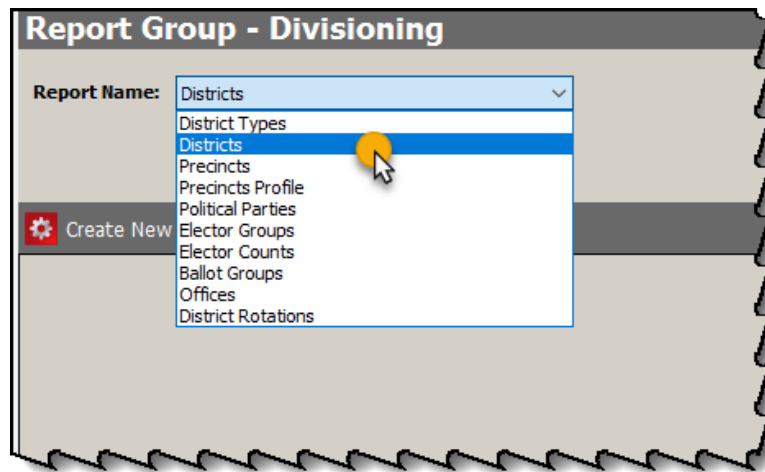 Report Group - Divisioning
Report Name: Districts
District Types
Districts
Precincts
Precincts Profile
Political Parties
Create New Elector Groups
Elector Counts
Ballot Groups
Offices
District Rotations